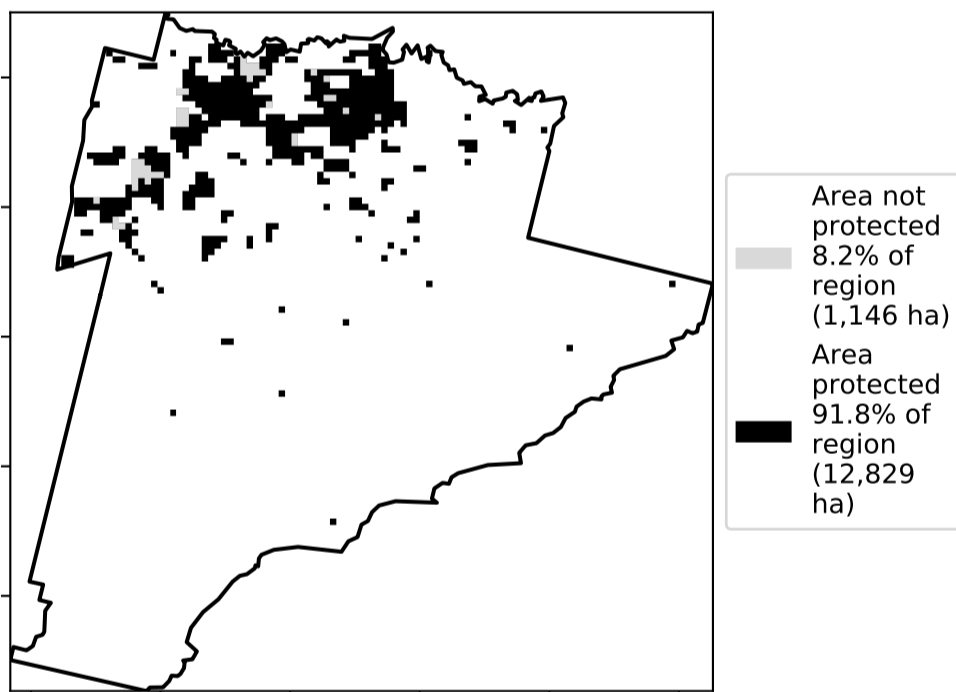 Area not
protected
8.2% of
region
(1,146 ha)
Area
protected
91.8% of
region
(12,829
ha)